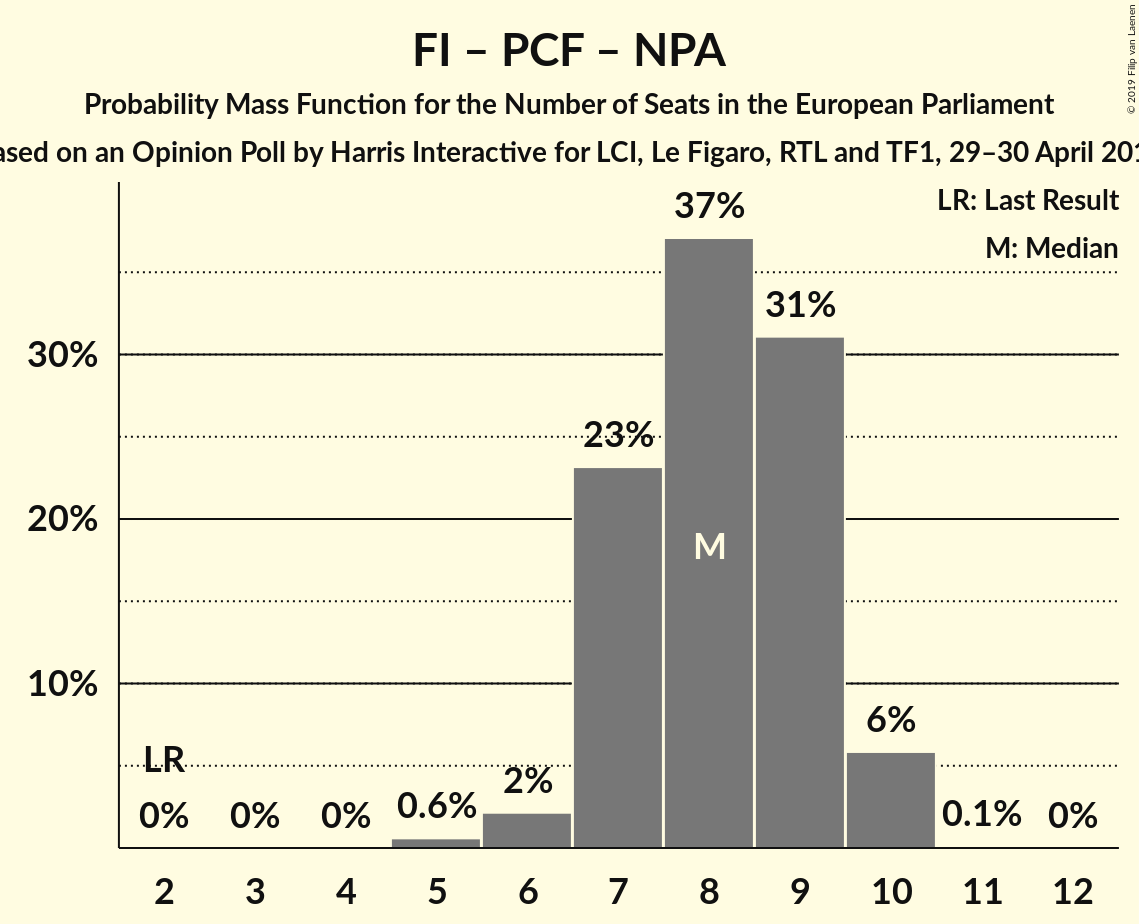 FI – PCF – NPA
Probability Mass Function for the Number of Seats in the European Parliament
on an Opinion Poll by Harris Interactive for LCI, Le Figaro, RTL and TF1, 29–30 April
© 2019 Filip van Laenen
LR: Last Result
M: Median
37%
31%
30%
23%
20%
M
10%
6%
LR
2%
0% 0% 0% 0.6% 0.1% 0%
2 3 4 5 6 7 8 9 10 11 12